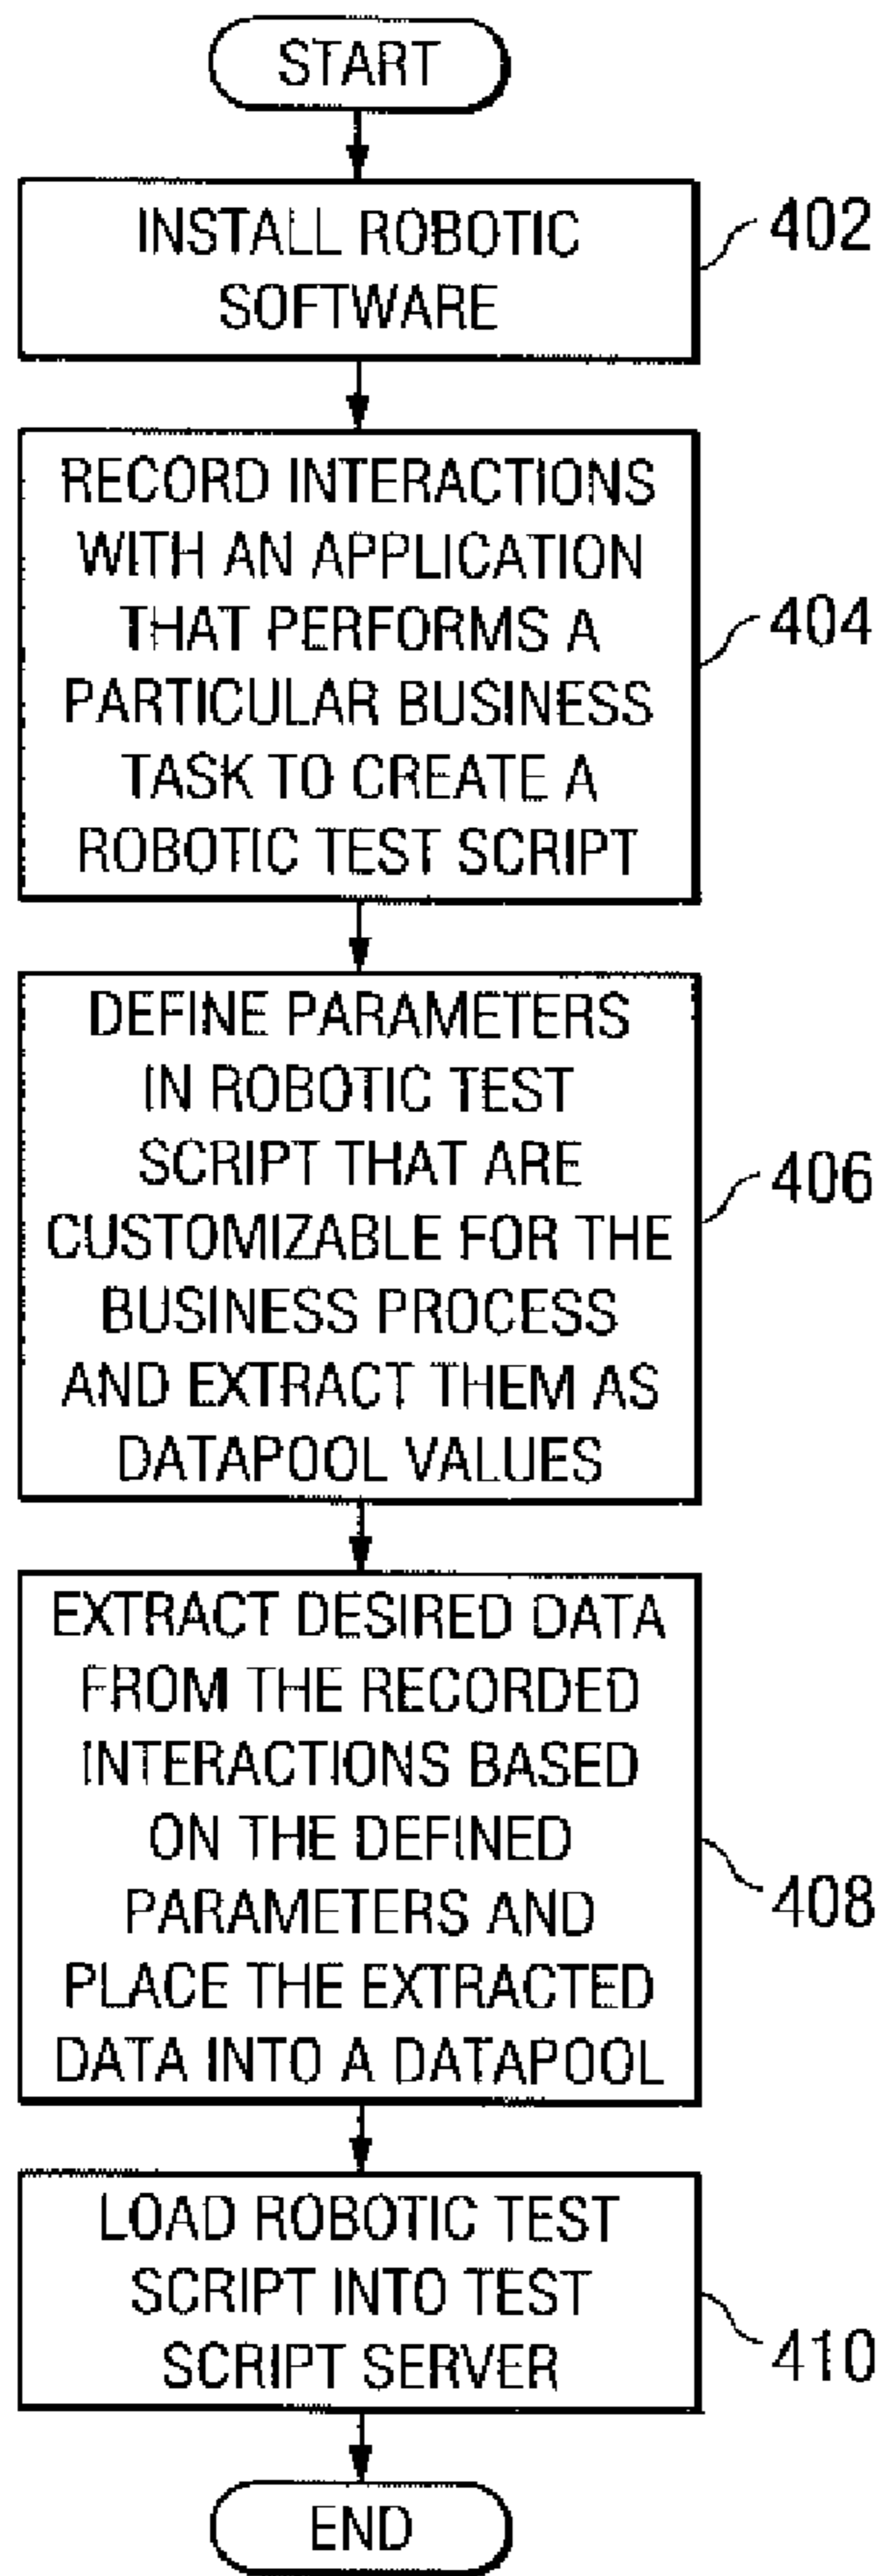 START
INSTALL ROBOTIC
SOFTWARE
402
RECORD INTERACTIONS
WITH AN APPLICATION
THAT PERFORMS A
PARTICULAR BUSINESS
TASK TO CREATE A
ROBOTIC TEST SCRIPT
404
DEFINE PARAMETERS
IN ROBOTIC TEST
SCRIPT THAT ARE
CUSTOMIZABLE FOR THE
BUSINESS PROCESS
AND EXTRACT THEM AS
DATAPOOL VALUES
406
EXTRACT DESIRED DATA
FROM THE RECORDED
INTERACTIONS BASED
ON THE DEFINED
PARAMETERS AND
PLACE THE EXTRACTED
DATA INTO A DATAPOOL
408
LOAD ROBOTIC TEST
SCRIPT INTO TEST
SCRIPT SERVER
410
END